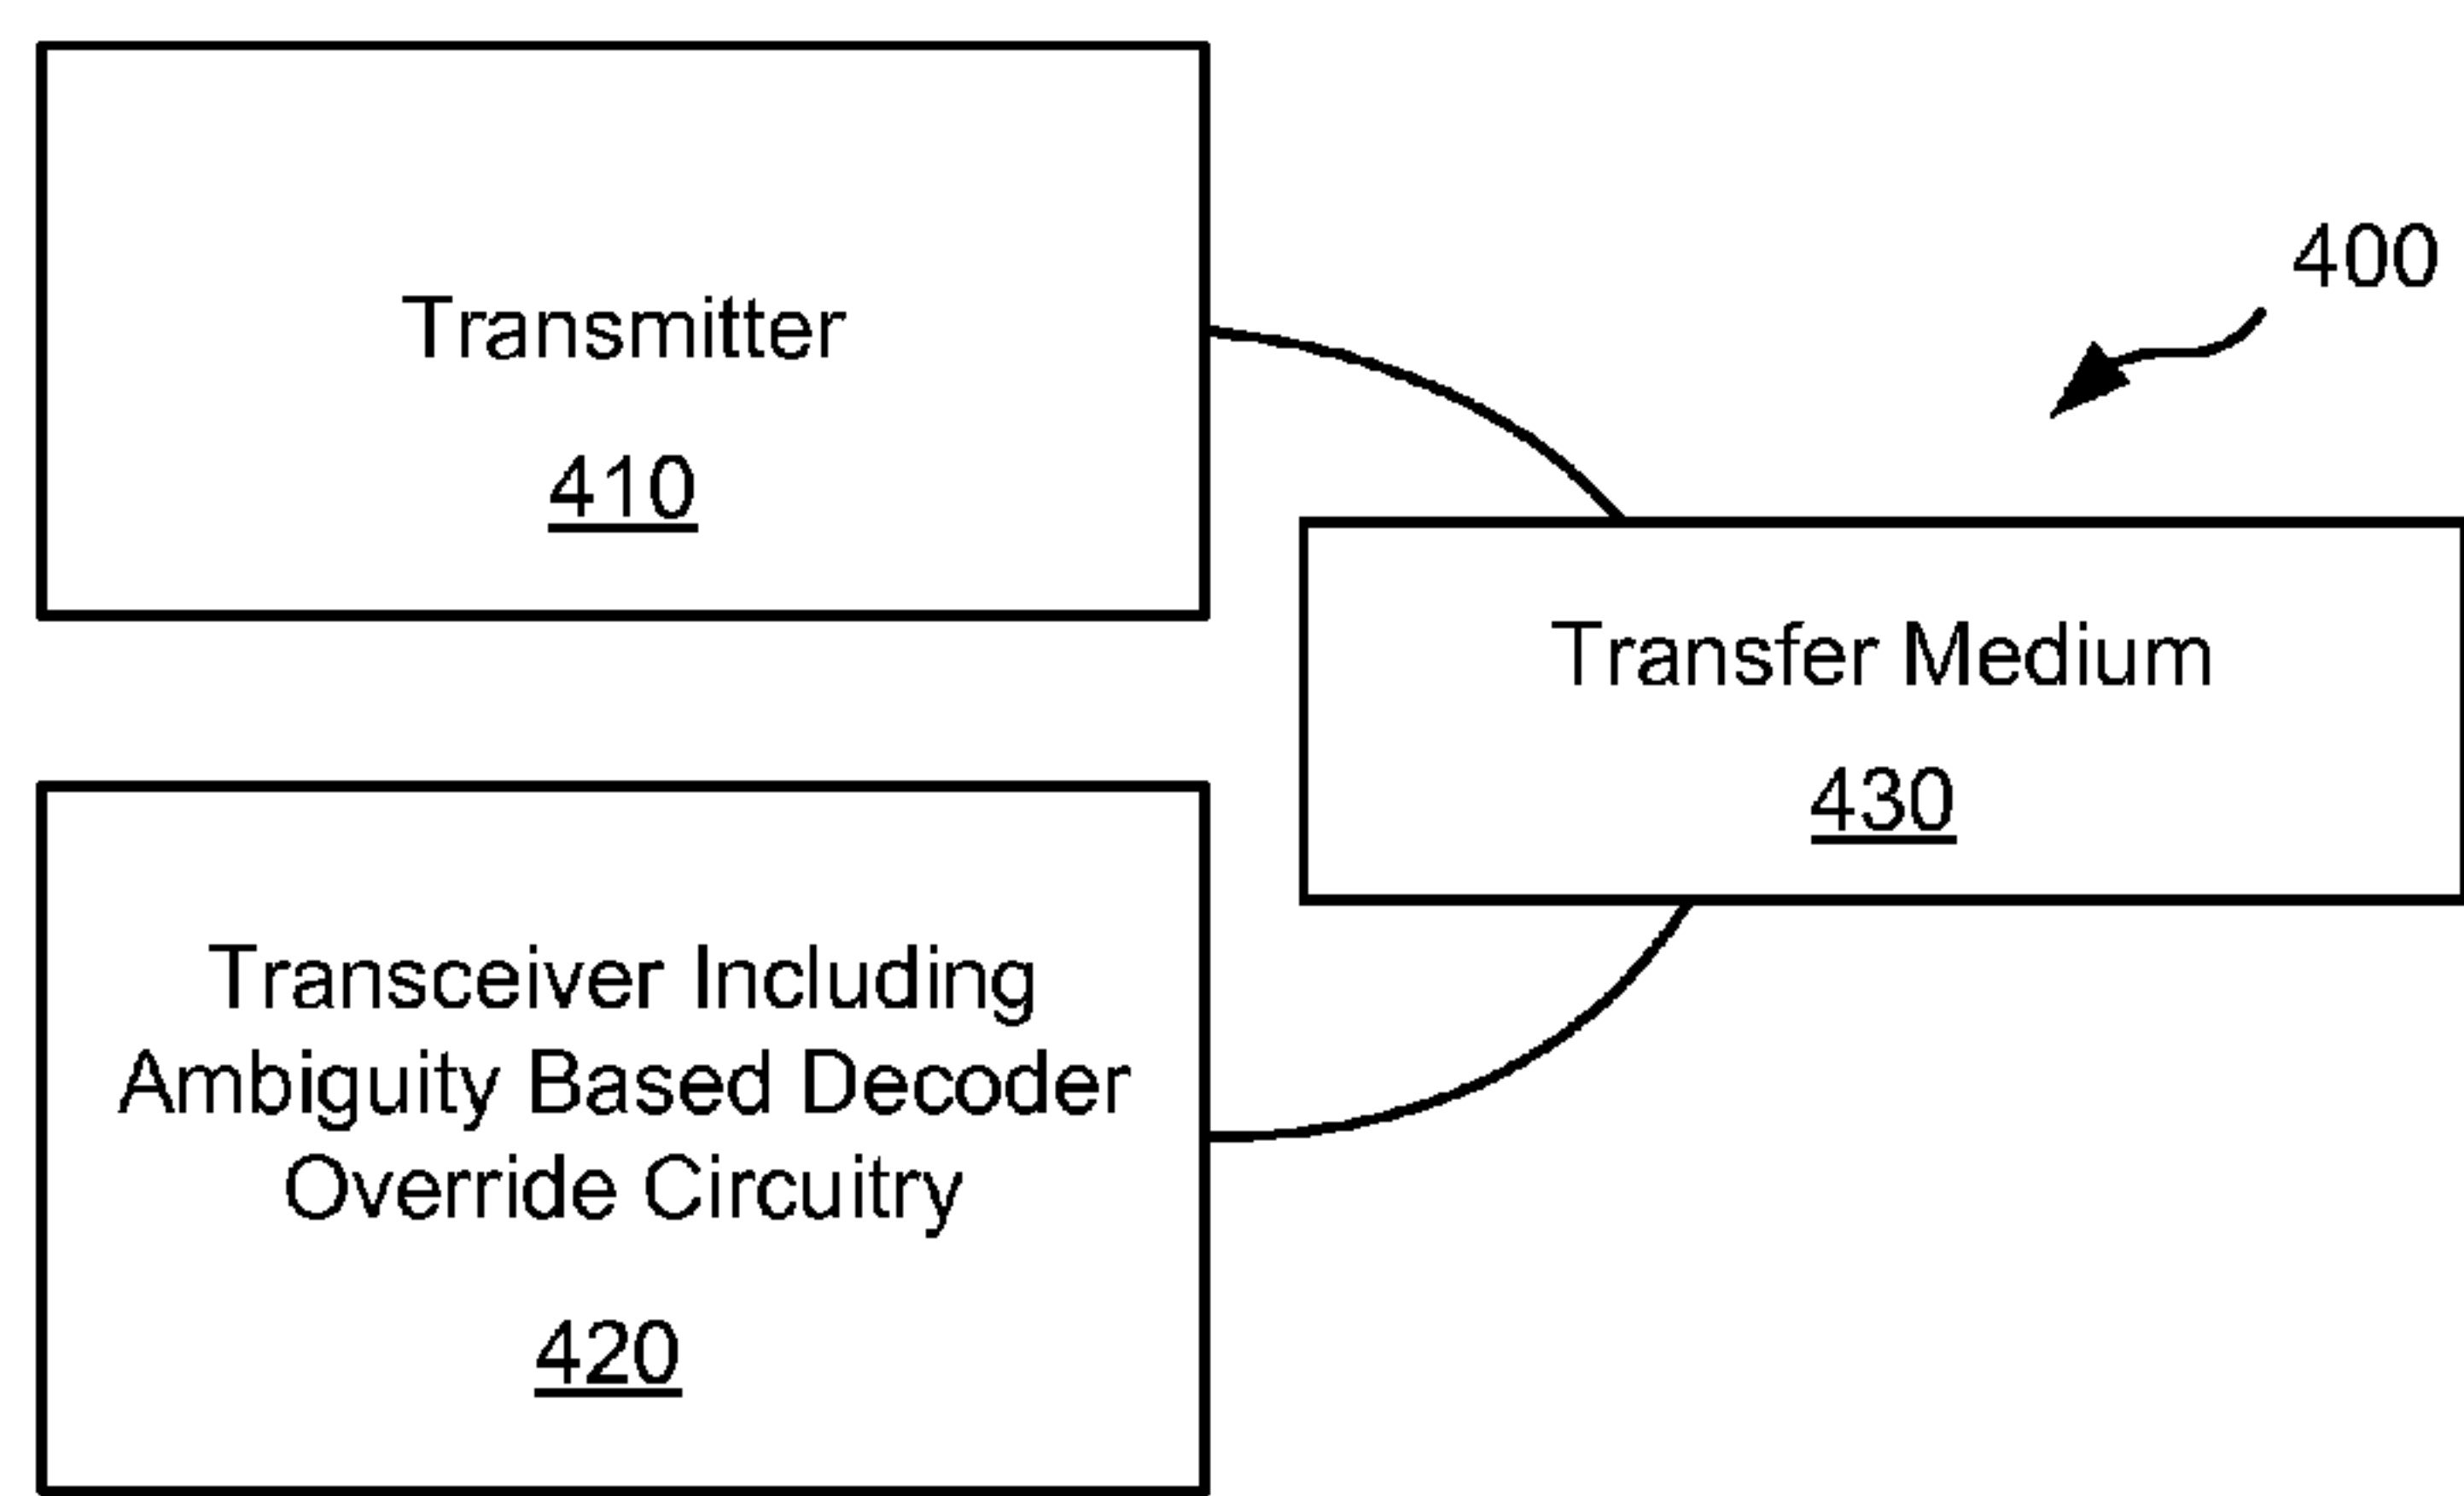 Transmitter
410
400
Transfer Medium
430
Transceiver Including
Ambiguity Based Decoder
Override Circuitry
420